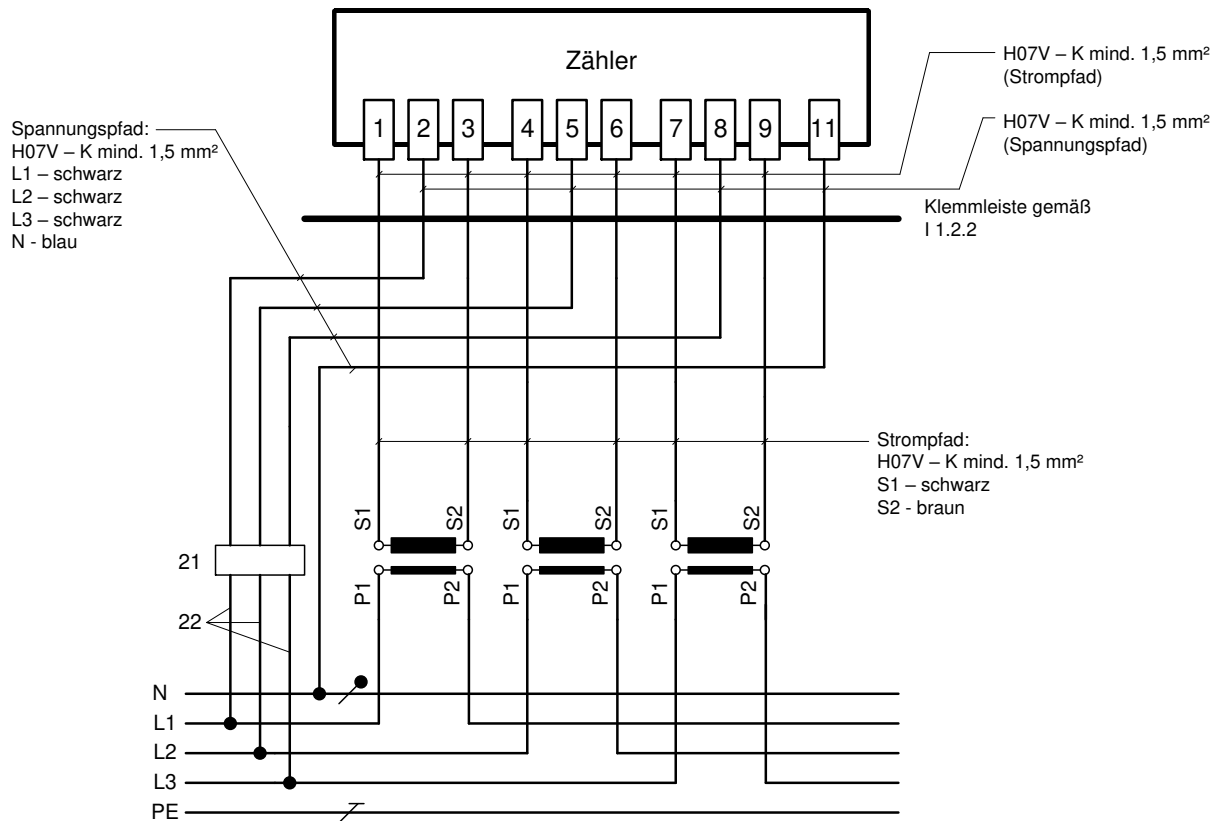 Zähler
1 2 3 4 5 6 7 8 9 11
H07V – K mind. 1,5 mm²
(Strompfad)
H07V – K mind. 1,5 mm²
(Spannungspfad)
Spannungspfad:
H07V – K mind. 1,5 mm²
L1 – schwarz
L2 – schwarz
L3 – schwarz
N - blau
Klemmleiste gemäß
I 1.2.2
Strompfad:
H07V – K mind. 1,5 mm²
S1 – schwarz
S2 - braun
S1 S2 S1 S2 S1 S2
21
P1 P2 P1 P2 P1 P2
22
N
L1
L2
L3
PE